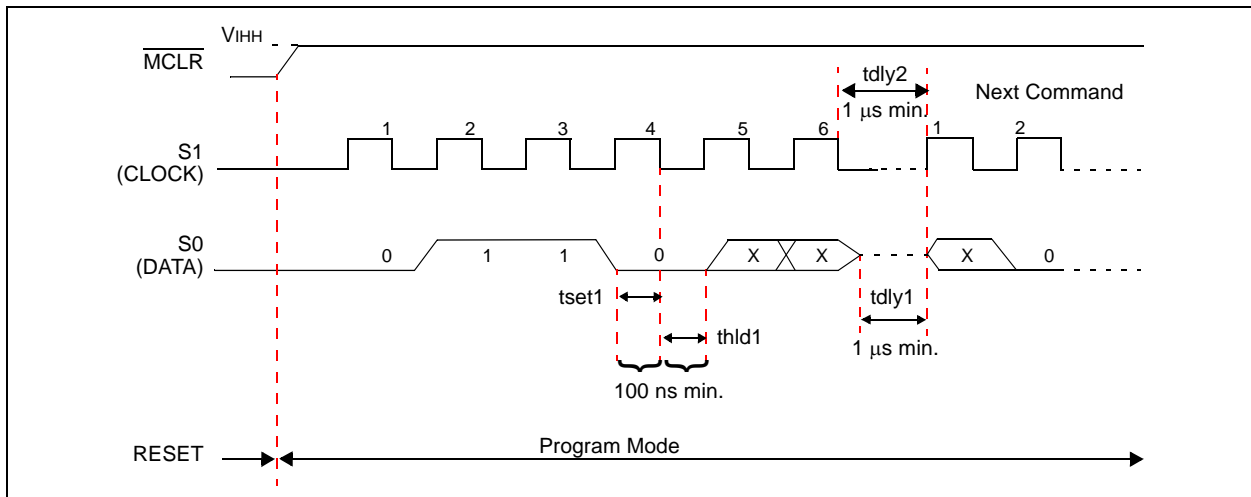 VIHH
MCLR
tdly2
1 μs min.
Next Command
1 2 3 4 5 6 1 2
S1
(CLOCK)
S0
(DATA)
0 1 1 0 X X X 0
tset1
thld1
tdly1
1 μs min.
100 ns min.
RESET
Program Mode